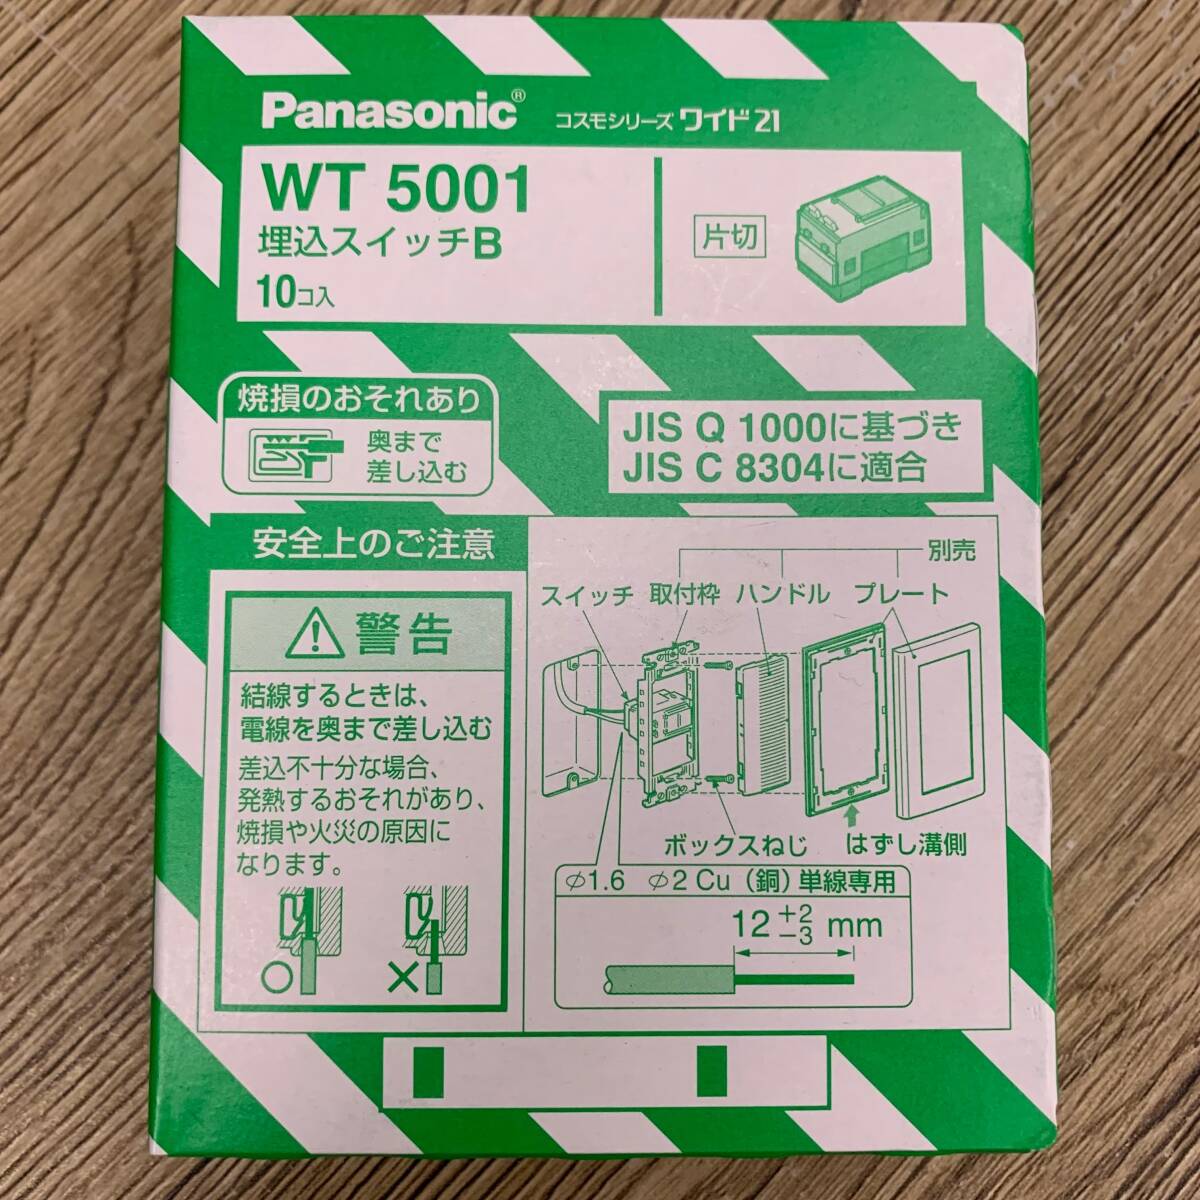 Panasonic® コスモシリーズ ワイド21
WT 5001
埋込スイッチB
10コ入
片切
焼損のおそれあり
奥まで
差し込む
JIS Q 1000に基づき
JIS C 8304に適合
安全上のご注意
警告
結線するときは、
電線を奥まで差し込む
差込不十分な場合、
発熱するおそれがあり、
焼損や火災の原因に
なります。
別売
スイッチ 取付枠 ハンドル プレート
ボックスねじ はずし溝側
φ1.6 φ2 Cu（銅）単線専用
12 +2 −3 mm